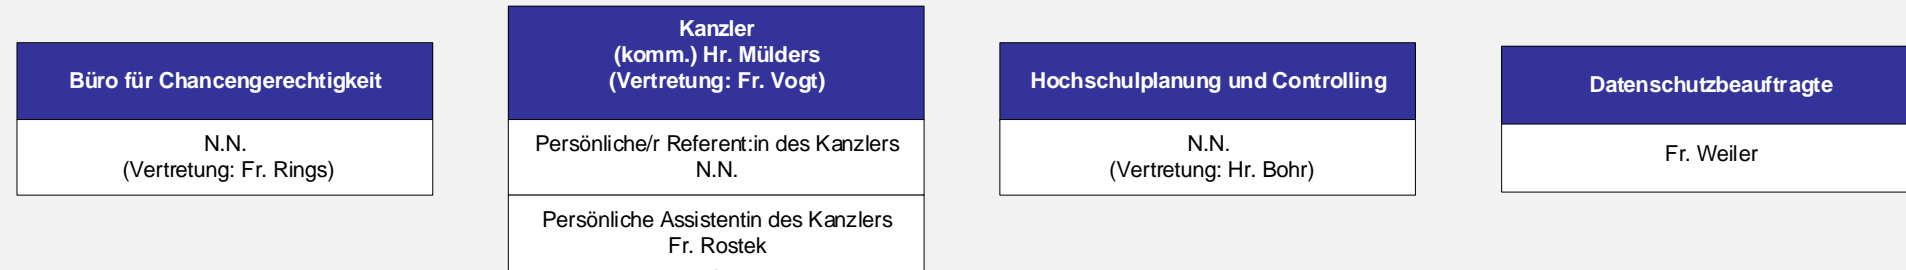 Büro für Chancengerechtigkeit
N.N.
(Vertretung: Fr. Rings)
Kanzler
(komm.) Hr. Mülders
(Vertretung: Fr. Vogt)
Persönliche/r Referent:in des Kanzlers
N.N.
Persönliche Assistentin des Kanzlers
Fr. Rostek
Hochschulplanung und Controlling
N.N.
(Vertretung: Hr. Bohr)
Datenschutzbeauftragte
Fr. Weiler